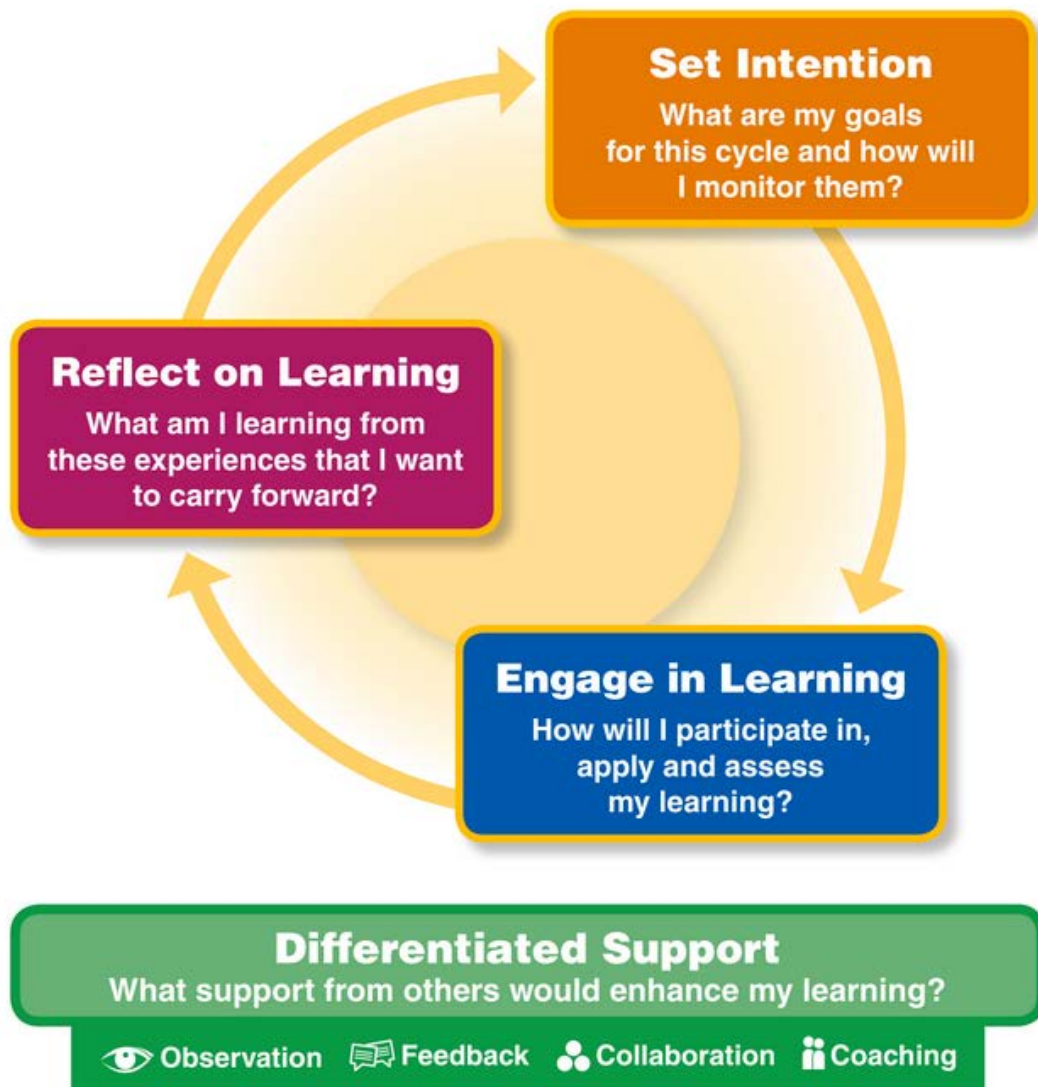 Set Intention
What are my goals
for this cycle and how will
I monitor them?
Reflect on Learning
What am I learning from
these experiences that I want
to carry forward?
Engage in Learning
How will I participate in,
apply and assess
my learning?
Differentiated Support
What support from others would enhance my learning?
Observation Feedback Collaboration Coaching